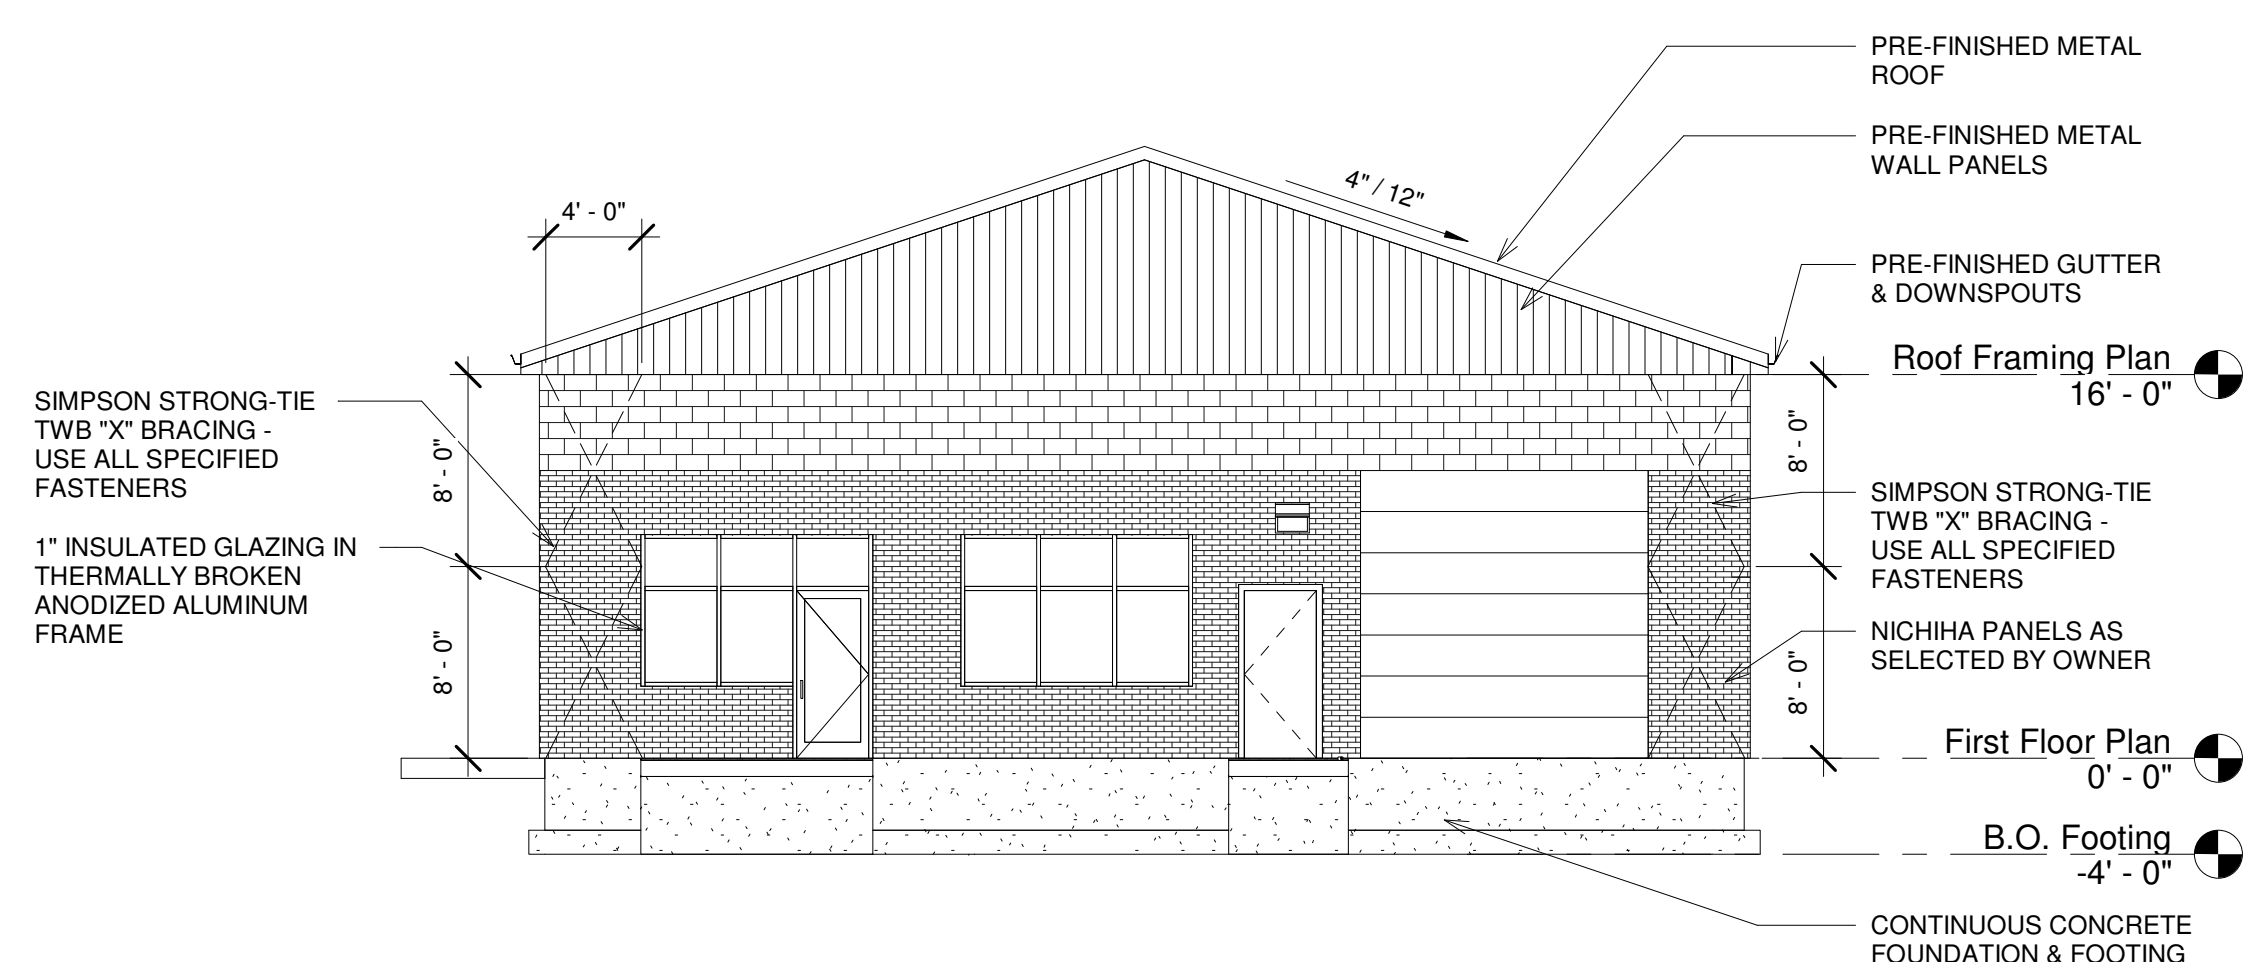 PRE-FINISHED METAL
ROOF
PRE-FINISHED METAL
WALL PANELS
4" / 12"
4' - 0"
PRE-FINISHED GUTTER
& DOWNSPOUTS
Roof Framing Plan
16' - 0"
SIMPSON STRONG-TIE
TWB "X" BRACING -
USE ALL SPECIFIED
FASTENERS
8' - 0"
8' - 0"
SIMPSON STRONG-TIE
TWB "X" BRACING -
USE ALL SPECIFIED
FASTENERS
1" INSULATED GLAZING IN
THERMALLY BROKEN
ANODIZED ALUMINUM
FRAME
NICHIHA PANELS AS
SELECTED BY OWNER
8' - 0"
8' - 0"
First Floor Plan
0' - 0"
B.O. Footing
-4' - 0"
CONTINUOUS CONCRETE
FOUNDATION & FOOTING